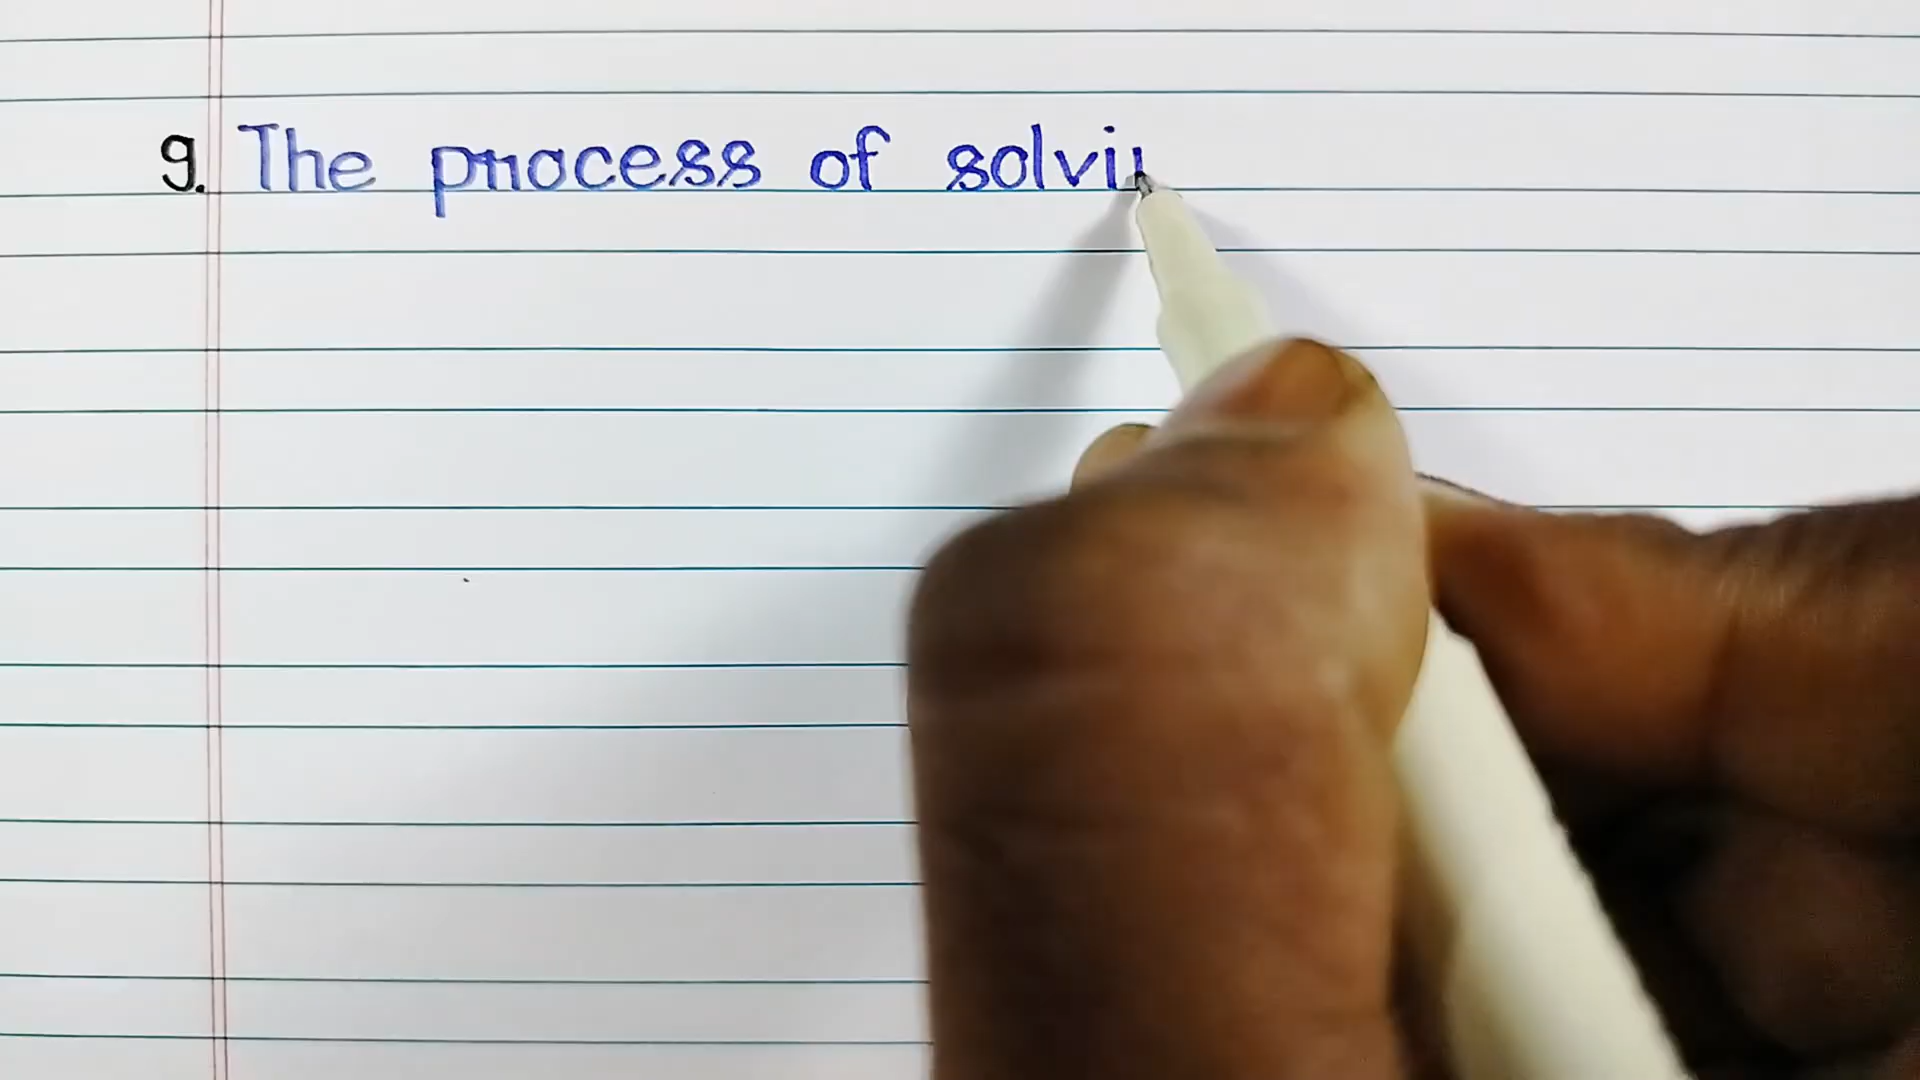 9. The process of solvi